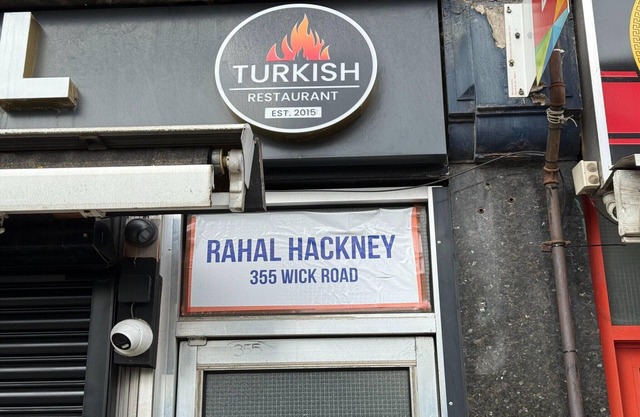 L
TURKISH
RESTAURANT
EST. 2015
RAHAL HACKNEY
355 WICK ROAD
355